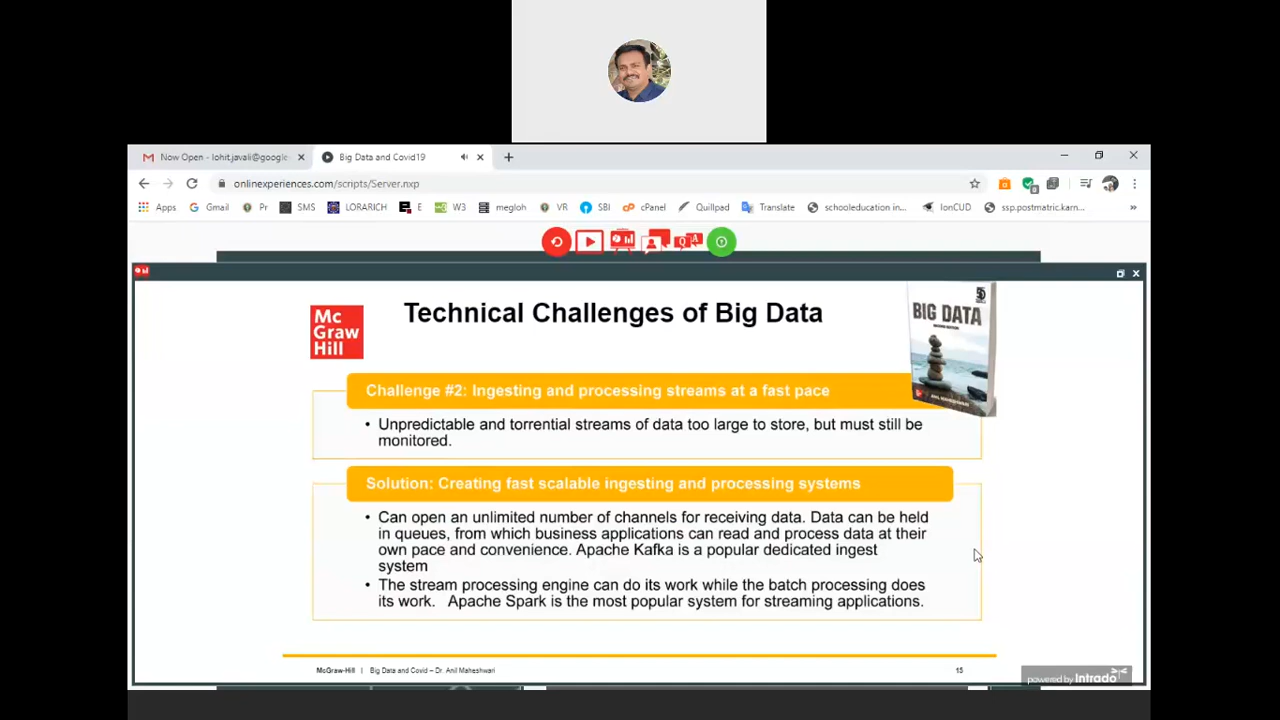 Now Open - lohit.javali@google
Big Data and Covid19
onlinexperiences.com/scripts/Server.nxp
Apps Gmail Pr SMS LORARICH E W3 megloh VR SBI cPanel Quillpad Translate schooleducation in... IonCUD ssp.postmatric.karn... »
Q A
Mc
Graw
Hill
Technical Challenges of Big Data
BIG DATA
Challenge #2: Ingesting and processing streams at a fast pace
• Unpredictable and torrential streams of data too large to store, but must still be
monitored.
Solution: Creating fast scalable ingesting and processing systems
• Can open an unlimited number of channels for receiving data. Data can be held
in queues, from which business applications can read and process data at their
own pace and convenience. Apache Kafka is a popular dedicated ingest
system
• The stream processing engine can do its work while the batch processing does
its work. Apache Spark is the most popular system for streaming applications.
McGraw-Hill | Big Data and Covid – Dr. Anil Maheshwari 15
powered by Intrado